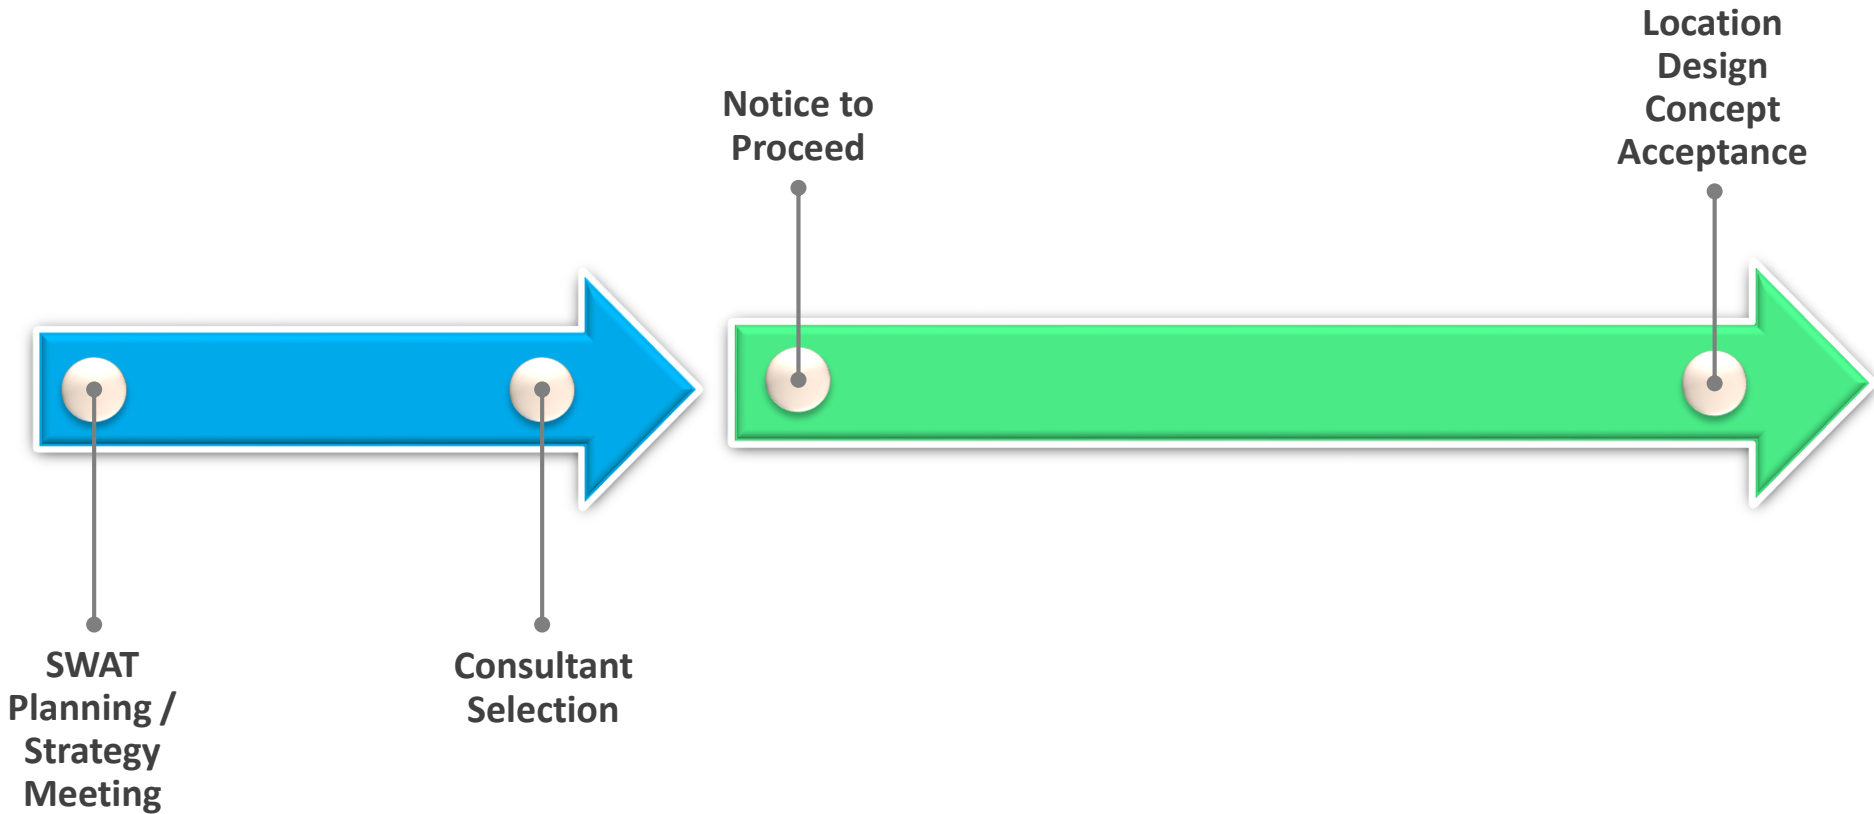 Location
Design
Concept
Acceptance
Notice to
Proceed
SWAT
Planning /
Strategy
Meeting
Consultant
Selection